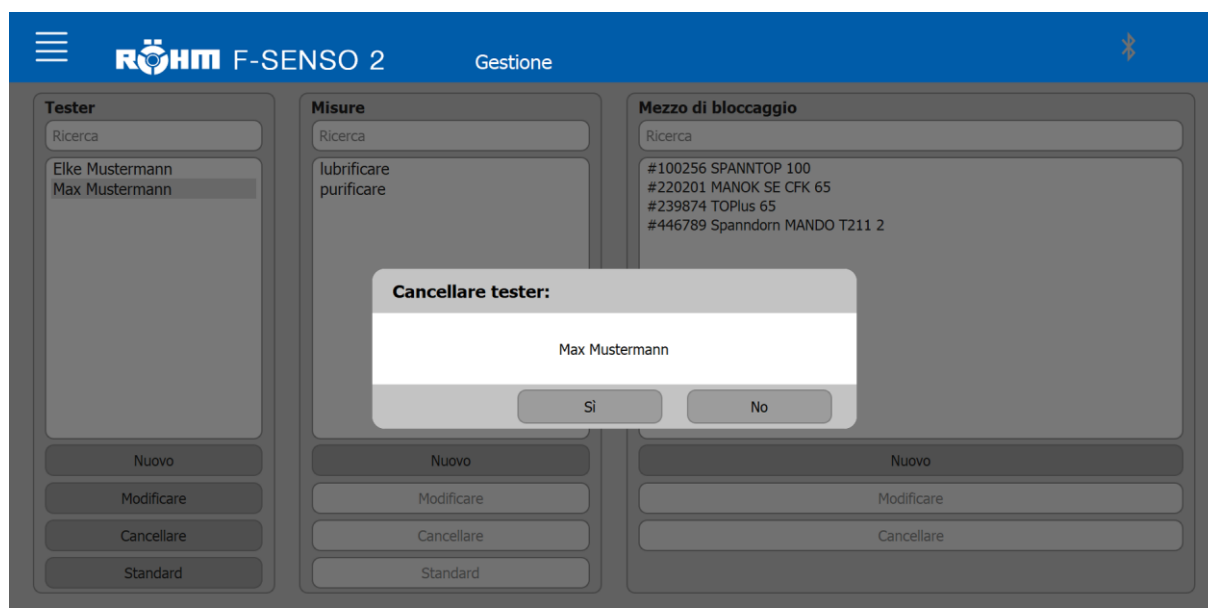 RÖHM F-SENSO 2 Gestione
Tester
Ricerca
Elke Mustermann
Max Mustermann
Nuovo
Modificare
Cancellare
Standard
Misure
Ricerca
lubrificare
purificare
Nuovo
Modificare
Cancellare
Standard
Mezzo di bloccaggio
Ricerca
#100256 SPANNTOP 100
#220201 MANOK SE CFK 65
#239874 TOPlus 65
#446789 Spanndorn MANDO T211 2
Nuovo
Modificare
Cancellare
Cancellare tester:
Max Mustermann
Sì No